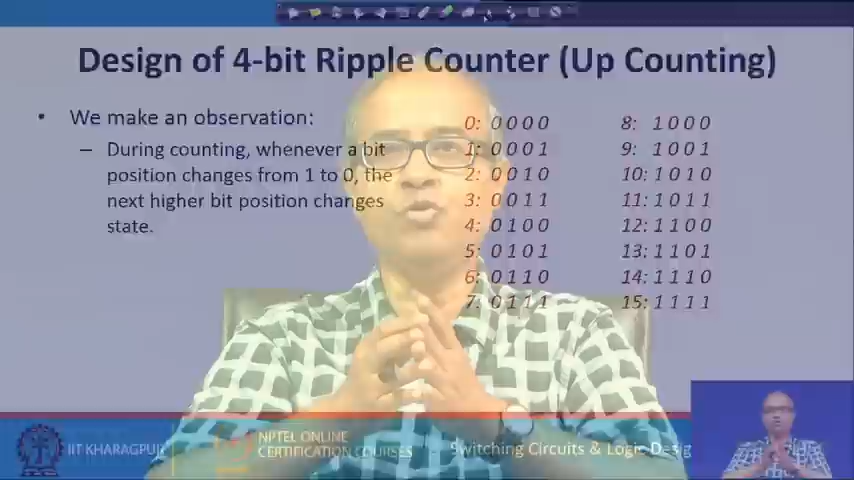 Design of 4-bit Ripple Counter (Up Counting)
• We make an observation:
– During counting, whenever a bit
position changes from 1 to 0, the
next higher bit position changes
state.
0: 0 0 0 0
1: 0 0 0 1
2: 0 0 1 0
3: 0 0 1 1
4: 0 1 0 0
5: 0 1 0 1
6: 0 1 1 0
7: 0 1 1 1
8: 1 0 0 0
9: 1 0 0 1
10: 1 0 1 0
11: 1 0 1 1
12: 1 1 0 0
13: 1 1 0 1
14: 1 1 1 0
15: 1 1 1 1
IIT KHARAGPUR
NPTEL ONLINE
CERTIFICATION COURSES
Switching Circuits & Logic Desig